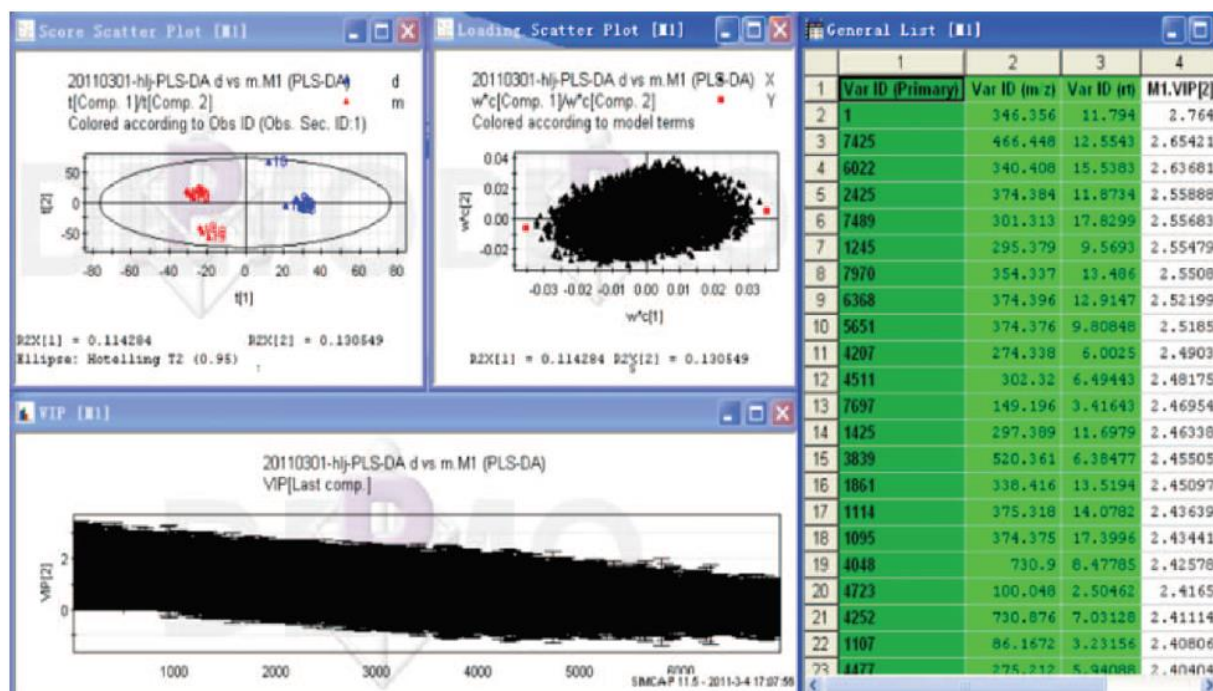 Score Scatter Plot [M1]
20110301-hlj-PLS-DA d vs m.M1 (PLS-DA)
t[Comp. 1]/t[Comp. 2]
Colored according to Obs ID (Obs. Sec. ID:1)
d
m
t[2]
50
0
-50
-80 -60 -40 -20 0 20 40 60 80
t[1]
R2X[1] = 0.114284 R2X[2] = 0.130549
Ellipse: Hotelling T2 (0.95)
Loading Scatter Plot [M1]
20110301-hlj-PLS-DA d vs m.M1 (PLS-DA)
w*c[Comp. 1]/w*c[Comp. 2]
Colored according to model terms
X
Y
w*c[2]
0.04
0.02
0.00
-0.02
-0.03 -0.02 -0.01 0.00 0.01 0.02 0.03
w*c[1]
R2X[1] = 0.114284 R2X[2] = 0.130549
VIP [M1]
20110301-hlj-PLS-DA d vs m.M1 (PLS-DA)
VIP[Last comp.]
VIP[2]
2
0
1000 2000 3000 4000 5000 6000
SIMCA-P 11.5 - 2011-3-4 17:07:56
General List [M1]
1 2 3 4
1 Var ID (Primary) Var ID (m/z) Var ID (rt) M1.VIP[2]
2 1 346.356 11.794 2.764
3 7425 466.448 12.5543 2.65421
4 6022 340.408 15.5383 2.63681
5 2425 374.384 11.8734 2.55888
6 7489 301.313 17.8299 2.55683
7 1245 295.379 9.5693 2.55479
8 7970 354.337 13.486 2.5508
9 6368 374.396 12.9147 2.52199
10 5651 374.376 9.80848 2.5185
11 4207 274.338 6.0025 2.4903
12 4511 302.32 6.49443 2.48175
13 7697 149.196 3.41643 2.46954
14 1425 297.389 11.6979 2.46338
15 3839 520.361 6.38477 2.45505
16 1861 338.416 13.5194 2.45097
17 1114 375.318 14.0782 2.43639
18 1095 374.375 17.3996 2.43441
19 4048 730.9 8.47785 2.42578
20 4723 100.048 2.50462 2.4165
21 4252 730.876 7.03128 2.41114
22 1107 86.1672 3.23156 2.40806
23 4477 275.212 5.94088 2.40404